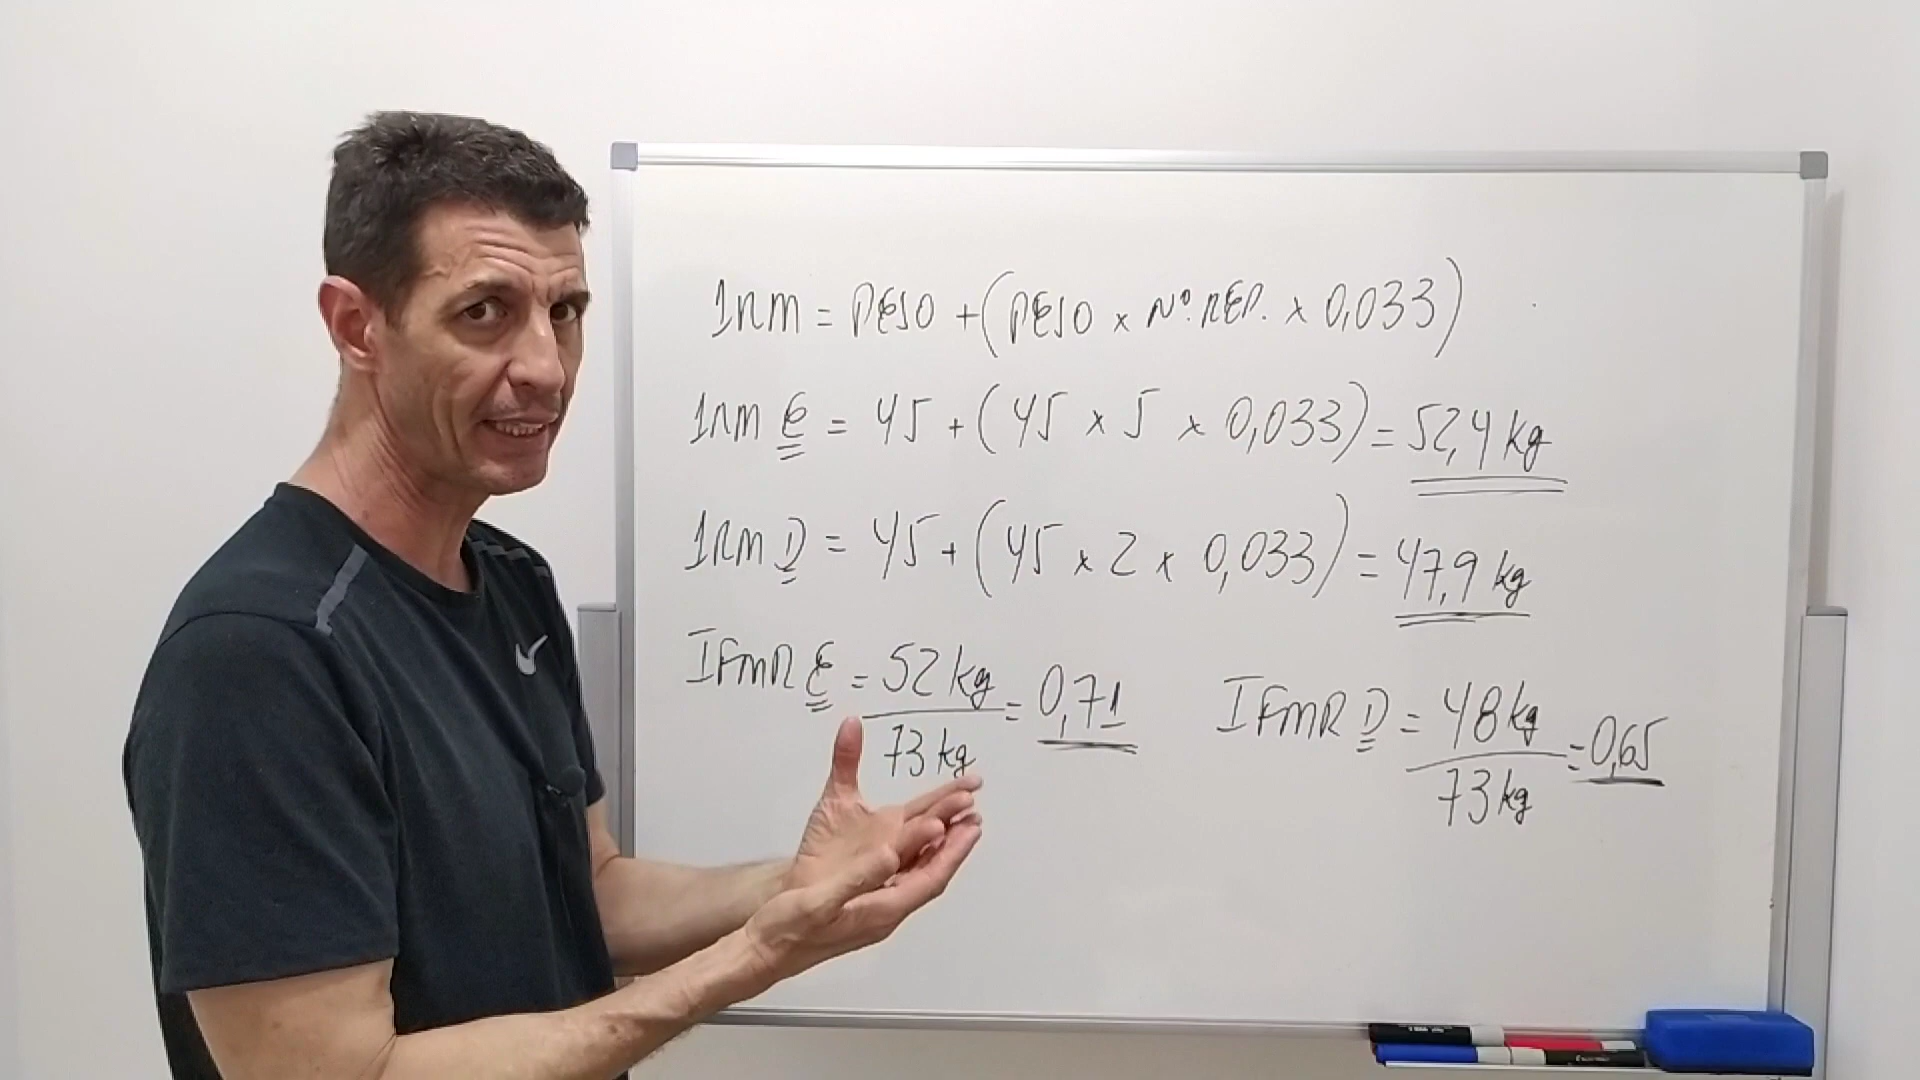 1RM = PESO + (PESO x Nº. REP. x 0,033)
1RM E = 45 + (45 x 5 x 0,033) = 52,4 kg
1RM D = 45 + (45 x 2 x 0,033) = 47,9 kg
IFMR E = 52 kg / 73 kg = 0,71
IFMR D = 48 kg / 73 kg = 0,65